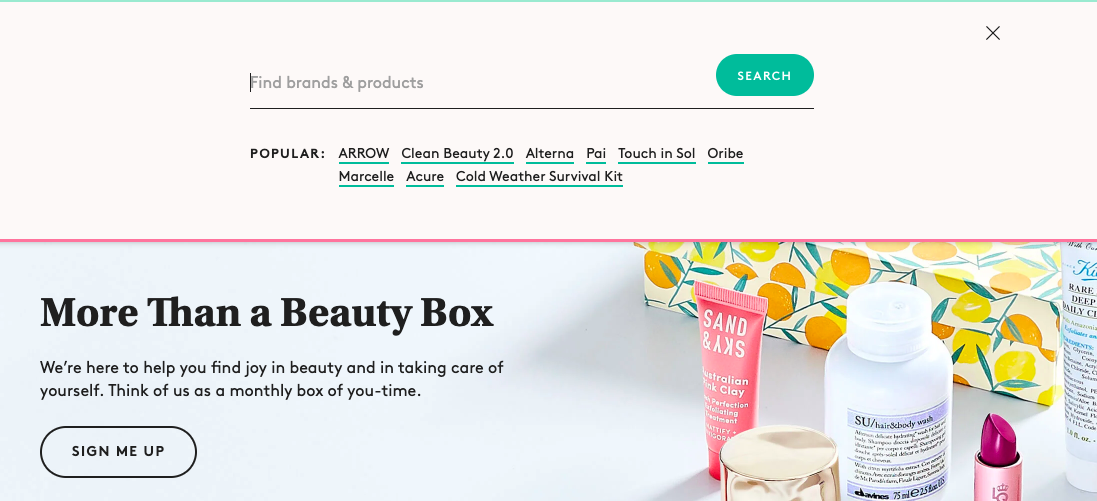 Find brands & products
SEARCH
POPULAR: ARROW Clean Beauty 2.0 Alterna Pai Touch in Sol Oribe
Marcelle Acure Cold Weather Survival Kit
More Than a Beauty Box
We're here to help you find joy in beauty and in taking care of
yourself. Think of us as a monthly box of you-time.
SIGN ME UP
SAND
&SKY
Australian
Pink Clay
SU/hair&body wash
davines 75 ml ℮ 2.5
RARE
DEEP